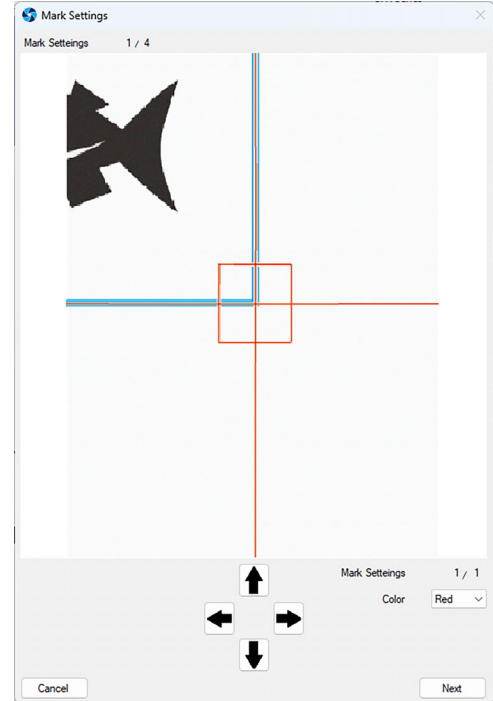 Mark Settings
Mark Setteings 1 / 4
Mark Setteings 1 / 1
Color Red
Cancel
Next